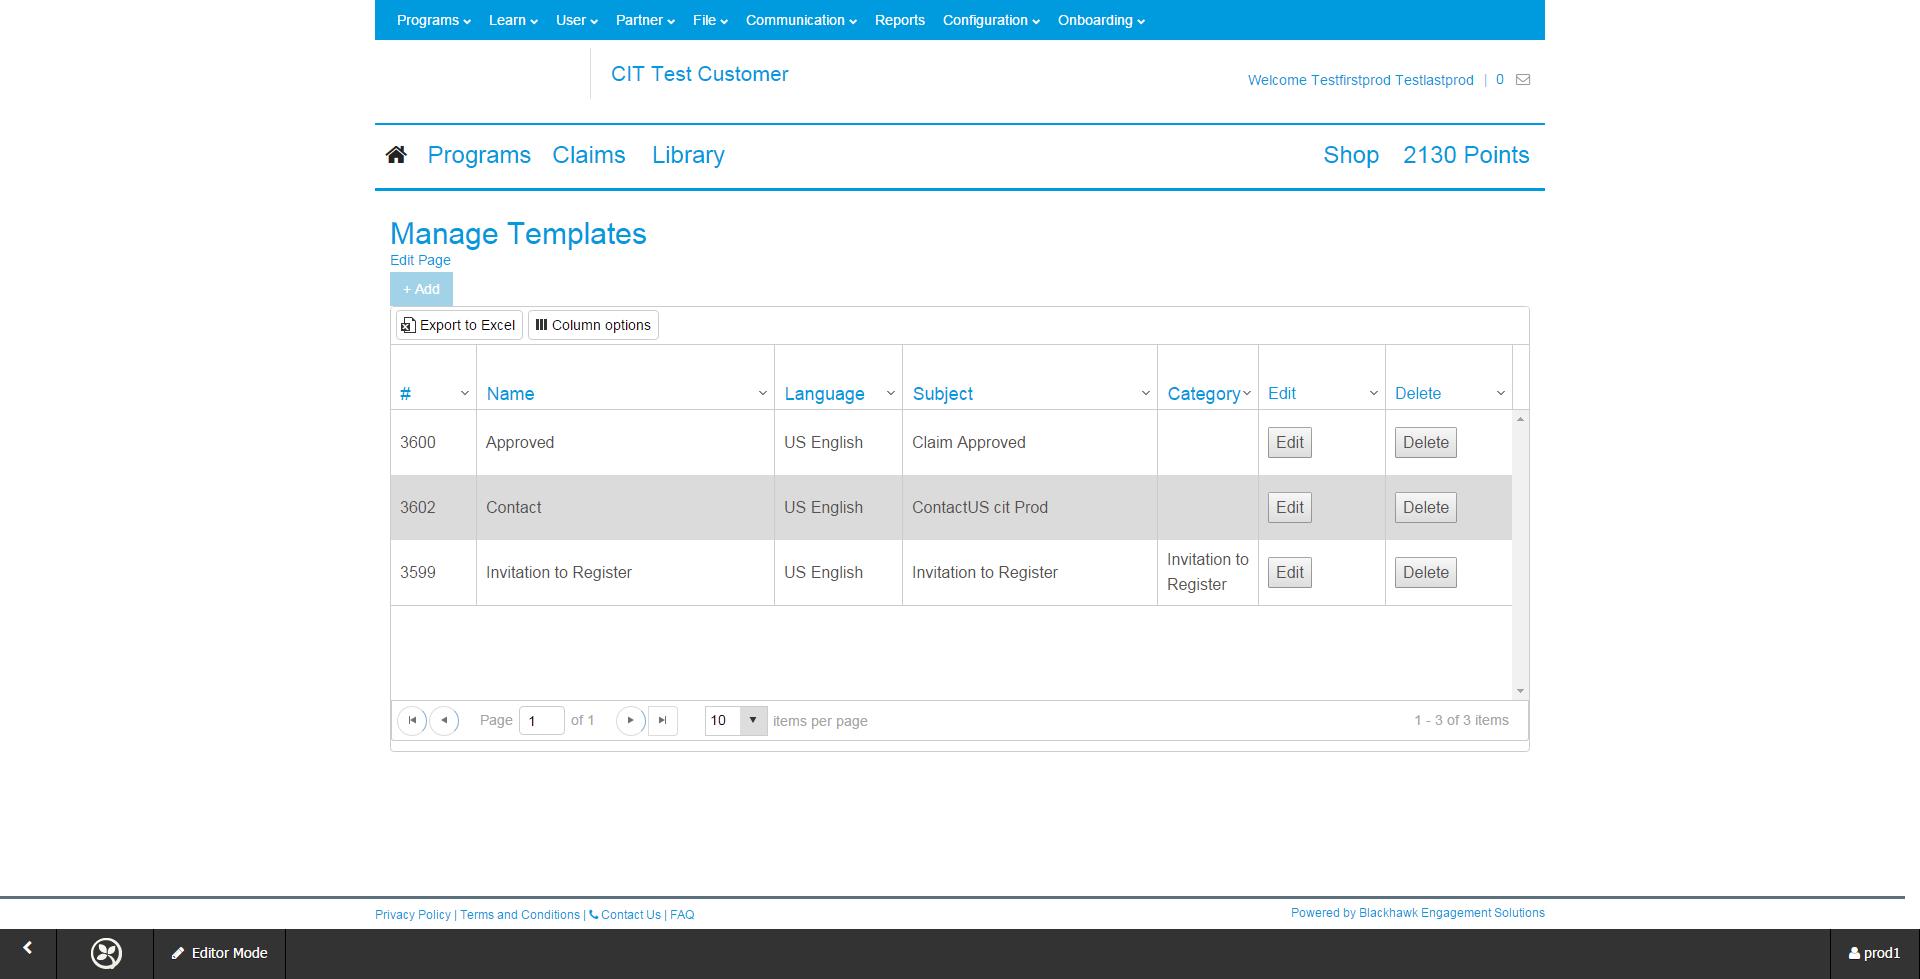 Programs Learn User Partner File Communication Reports Configuration Onboarding
CIT Test Customer
Welcome Testfirstprod Testlastprod | 0
Programs Claims Library Shop 2130 Points
Manage Templates
Edit Page
+ Add
Export to Excel Column options
# Name Language Subject Category Edit Delete
3600 Approved US English Claim Approved Edit Delete
3602 Contact US English ContactUS cit Prod Edit Delete
3599 Invitation to Register US English Invitation to Register Invitation to Register Edit Delete
Page 1 of 1 10 items per page 1 - 3 of 3 items
Privacy Policy | Terms and Conditions | Contact Us | FAQ Powered by Blackhawk Engagement Solutions
Editor Mode prod1